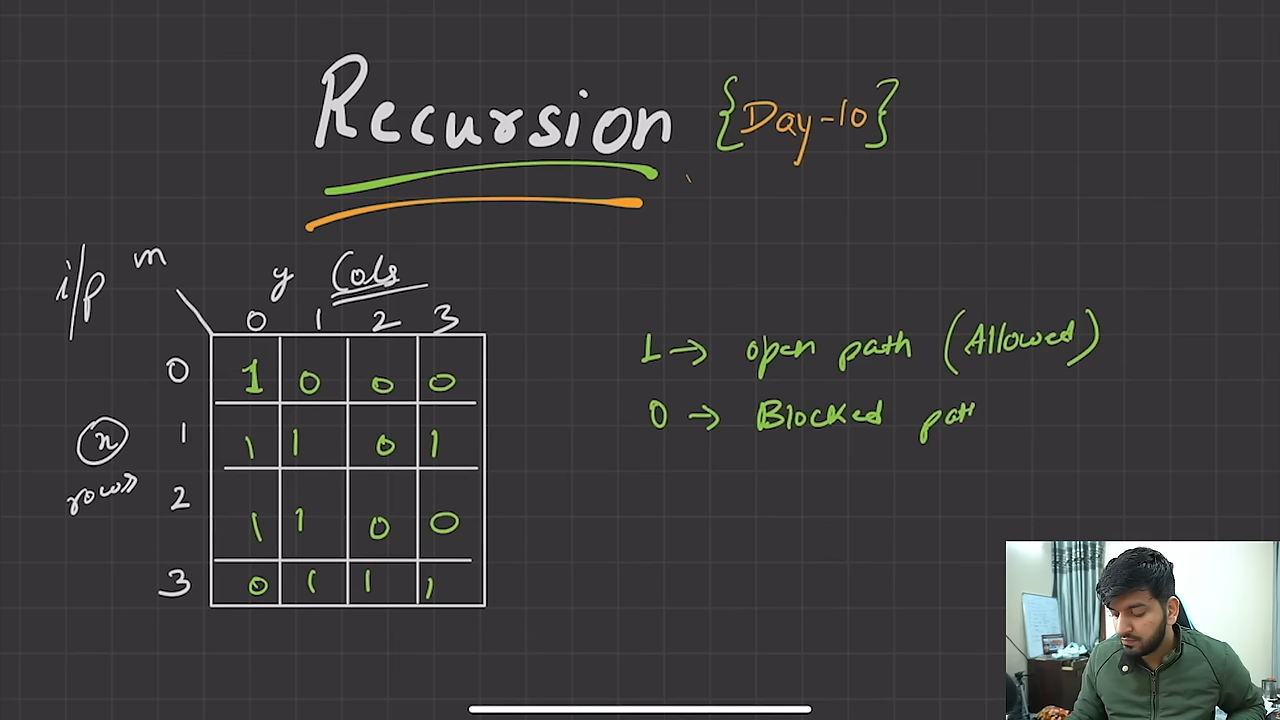 Recursion {Day-10}
i/p m
y Cols
0 1 2 3
0 1 0 0 0
x 1 1 1 0 1
rows
2 1 1 0 0
3 0 1 1 1
1 → open path (Allowed)
0 → Blocked pat